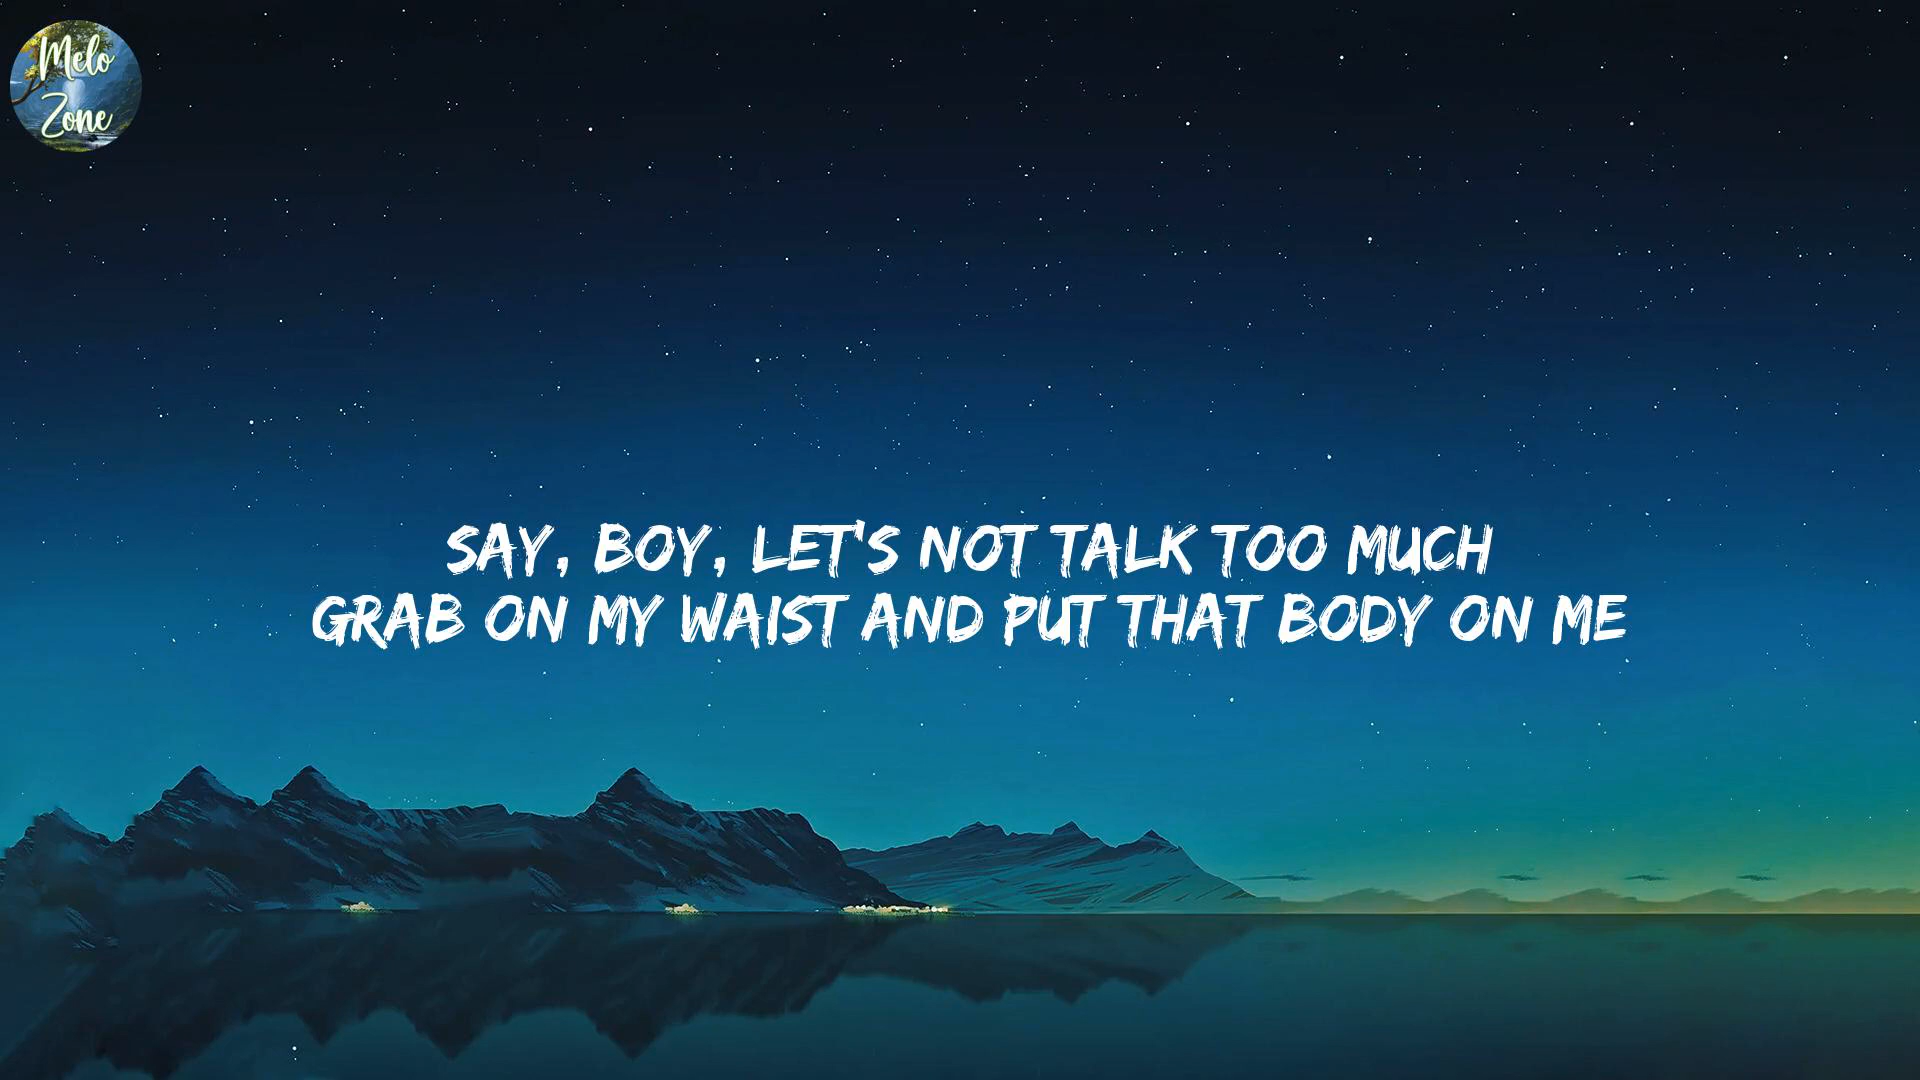 Melo
Zone
SAY, BOY, LET'S NOT TALK TOO MUCH
GRAB ON MY WAIST AND PUT THAT BODY ON ME